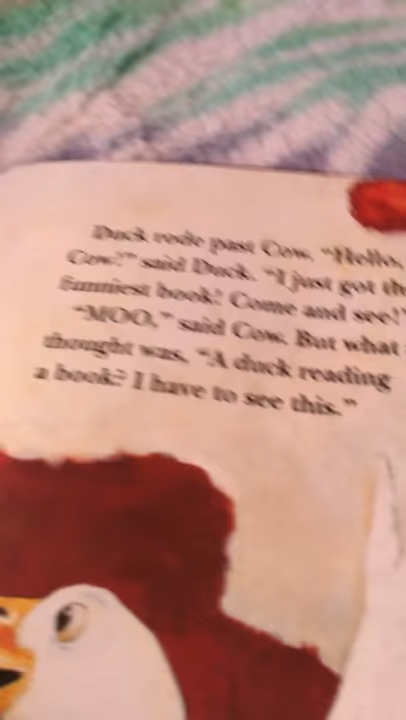 Duck rode past Cow. "Hello,
Cow!" said Duck. "I just got th
funniest book! Come and see!"
"MOO," said Cow. But what
thought was, "A duck reading
a book? I have to see this."